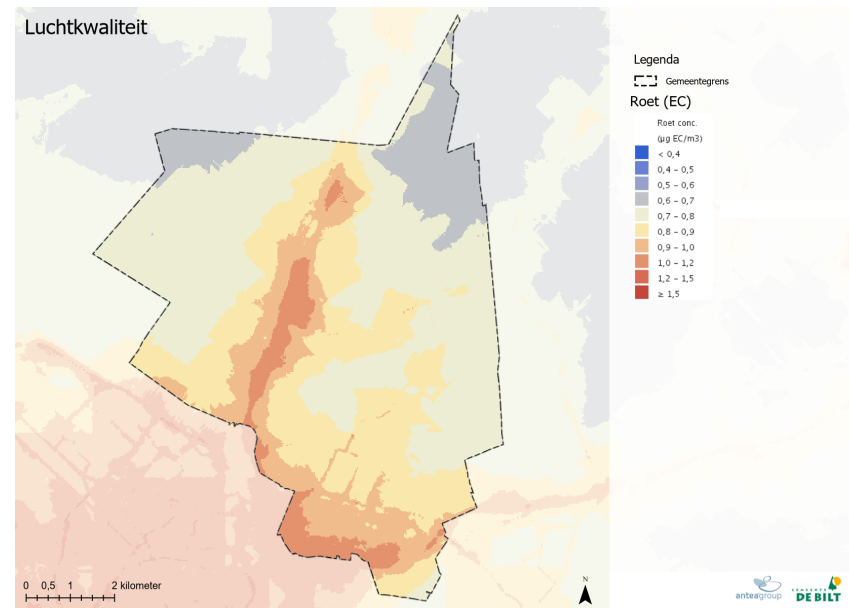 Luchtkwaliteit
Legenda
Gemeentegrens
Roet (EC)
Roet conc.
(µg EC/m3)
< 0,4
0,4 – 0,5
0,5 – 0,6
0,6 – 0,7
0,7 – 0,8
0,8 – 0,9
0,9 – 1,0
1,0 – 1,2
1,2 – 1,5
≥ 1,5
0 0,5 1 2 kilometer
N
anteagroup
GEMEENTE
DE BILT